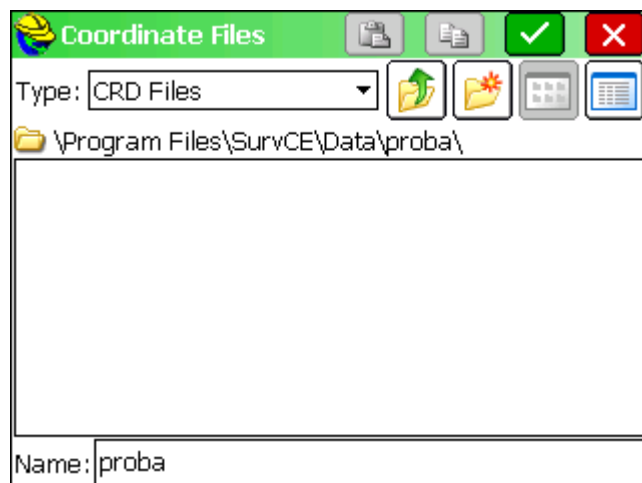 Coordinate Files
Type: CRD Files
\Program Files\SurvCE\Data\proba\
Name: proba